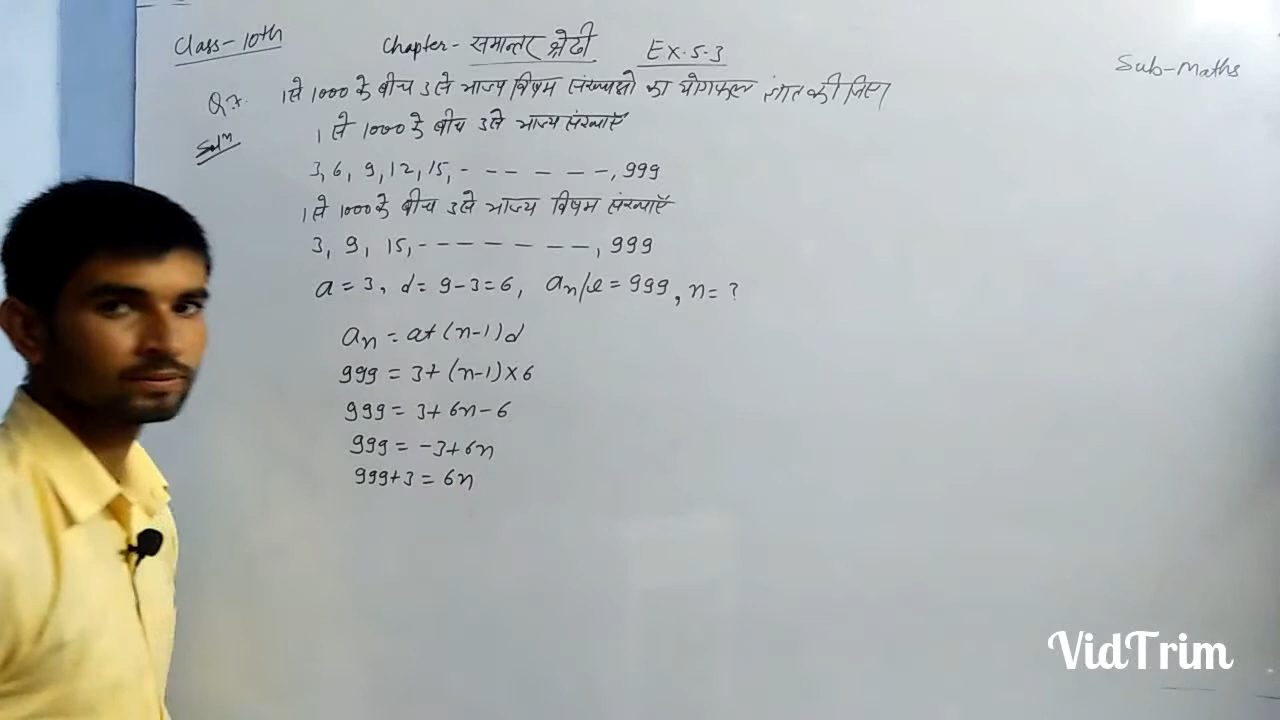 Class-10th Chapter- समान्तर श्रेढी EX.5.3 Sub-Maths
Q7. 1 से 1000 के बीच 3 से भाज्य विषम संख्याओ का योगफल ज्ञात कीजिए
Solⁿ 1 से 1000 के बीच 3 से भाज्य संख्याएँ
3, 6, 9, 12, 15, - - - - - - -, 999
1 से 1000 के बीच 3 से भाज्य विषम संख्याएँ
3, 9, 15, - - - - - - - - -, 999
a = 3, d = 9-3=6, an/l = 999, n = ?
an = a+(n-1)d
999 = 3+(n-1)×6
999 = 3+6n-6
999 = -3+6n
999+3 = 6n
VidTrim